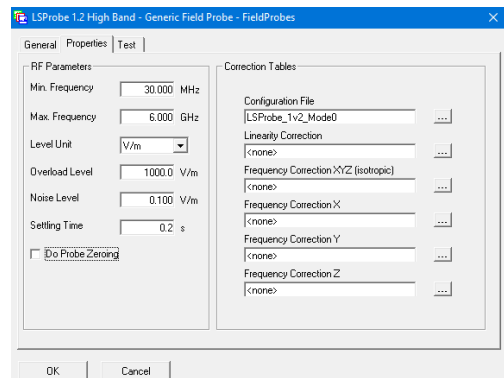 LSProbe 1.2 High Band - Generic Field Probe - FieldProbes
General Properties Test
RF Parameters
Min. Frequency 30.000 MHz
Max. Frequency 6.000 GHz
Level Unit V/m
Overload Level 1000.0 V/m
Noise Level 0.100 V/m
Settling Time 0.2 s
Do Probe Zeroing
Correction Tables
Configuration File
LSProbe_1v2_Mode0 ...
Linearity Correction
<none> ...
Frequency Correction XYZ (isotropic)
<none> ...
Frequency Correction X
<none> ...
Frequency Correction Y
<none> ...
Frequency Correction Z
<none> ...
OK Cancel